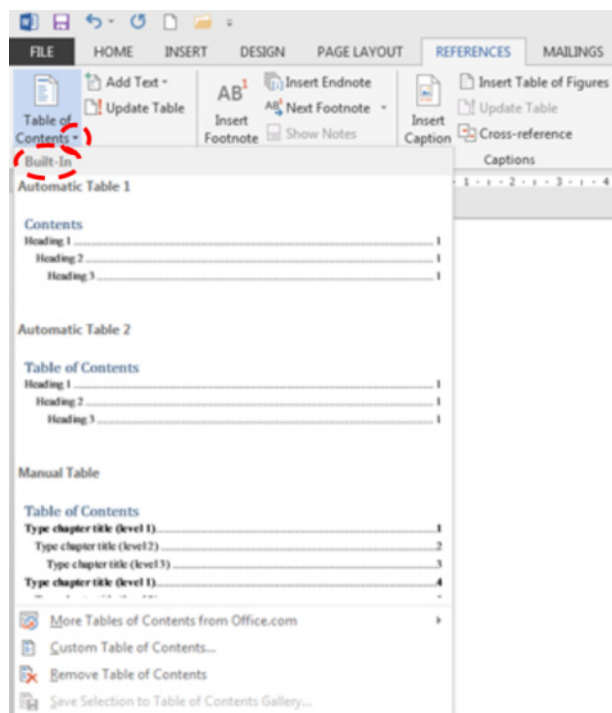 FILE HOME INSERT DESIGN PAGE LAYOUT REFERENCES MAILINGS
Table of Contents
Add Text
Update Table
AB1
Insert Footnote
Insert Endnote
AB1 Next Footnote
Show Notes
Insert Caption
Insert Table of Figures
Update Table
Cross-reference
Captions
1 2 3 4
Built-In
Automatic Table 1
Contents
Heading 1 1
Heading 2 1
Heading 3 1
Automatic Table 2
Table of Contents
Heading 1 1
Heading 2 1
Heading 3 1
Manual Table
Table of Contents
Type chapter title (level 1) 1
Type chapter title (level 2) 2
Type chapter title (level 3) 3
Type chapter title (level 1) 4
More Tables of Contents from Office.com
Custom Table of Contents...
Remove Table of Contents
Save Selection to Table of Contents Gallery...